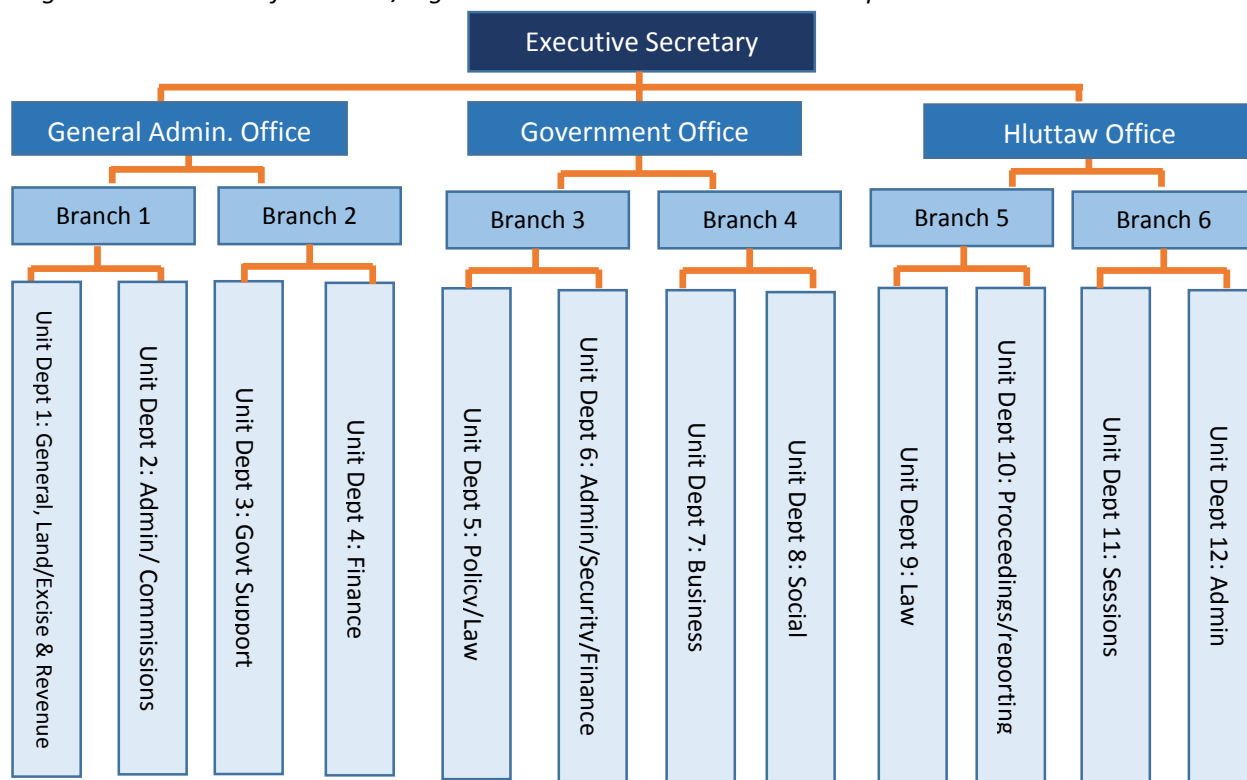 Executive Secretary
General Admin. Office
Government Office
Hluttaw Office
Branch 1
Branch 2
Branch 3
Branch 4
Branch 5
Branch 6
Unit Dept 1: General, Land/Excise & Revenue
Unit Dept 2: Admin/ Commissions
Unit Dept 3: Govt Support
Unit Dept 4: Finance
Unit Dept 5: Policy/Law
Unit Dept 6: Admin/Security/Finance
Unit Dept 7: Business
Unit Dept 8: Social
Unit Dept 9: Law
Unit Dept 10: Proceedings/reporting
Unit Dept 11: Sessions
Unit Dept 12: Admin